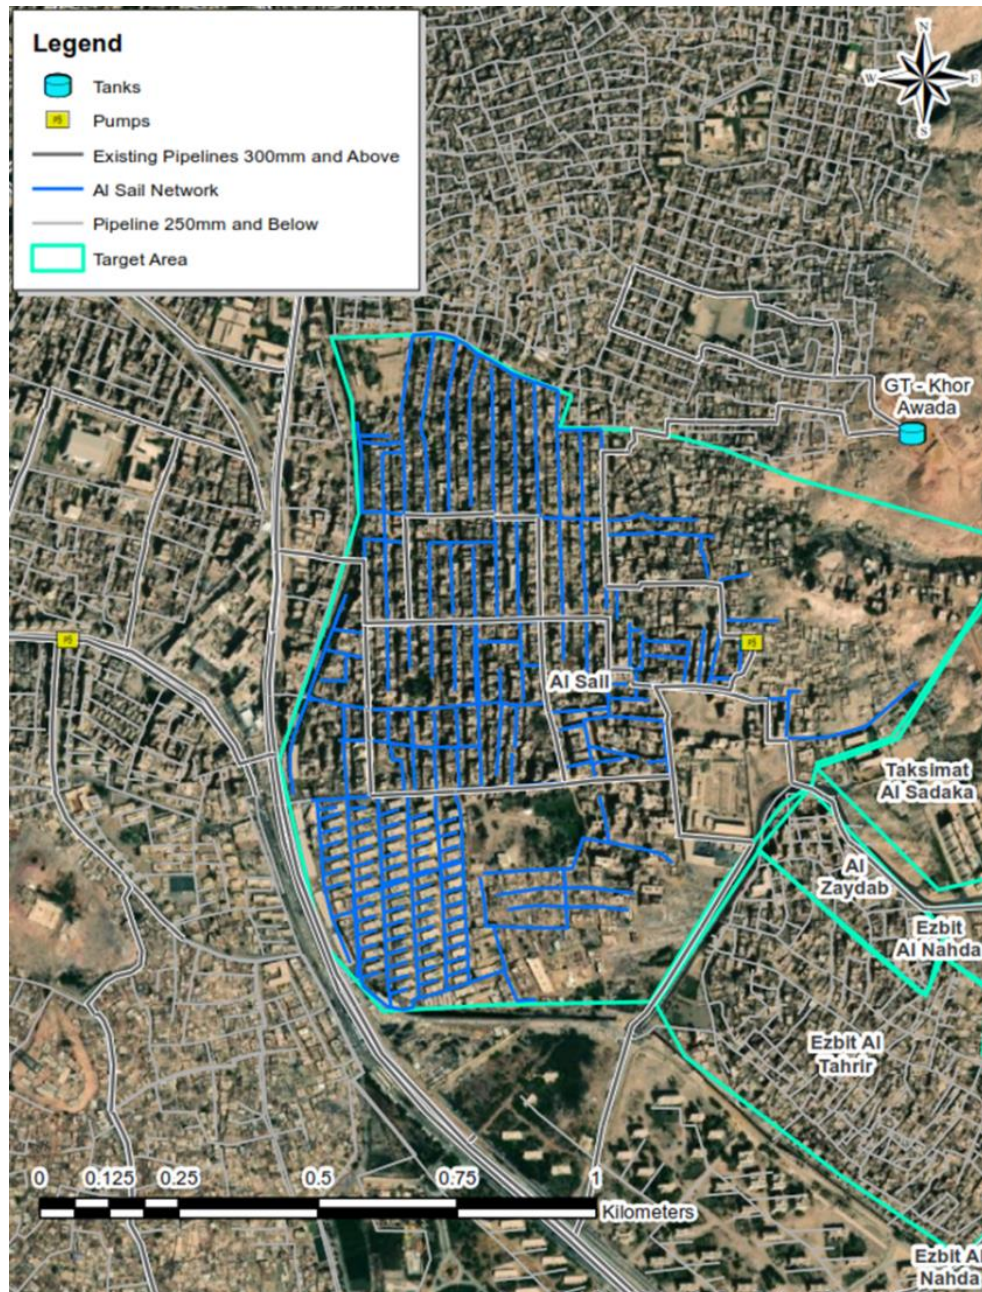 Legend
Tanks
Pumps
Existing Pipelines 300mm and Above
Al Sail Network
Pipeline 250mm and Below
Target Area
N
W
E
S
GT - Khor
Awada
Al Sail
Taksimat
Al Sadaka
Al
Zaydab
Ezbit
Al Nahda
Ezbit Al
Tahrir
0
0.125
0.25
0.5
0.75
1
Kilometers
Ezbit Al
Nahda